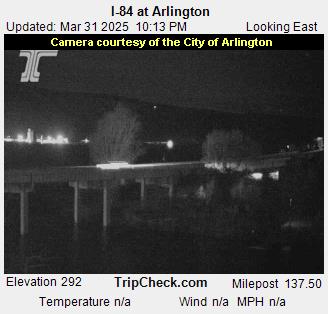 I-84 at Arlington
Updated: Mar 31 2025 10:13 PM Looking East
Camera courtesy of the City of Arlington
Elevation 292 TripCheck.com Milepost 137.50
Temperature n/a Wind n/a MPH n/a